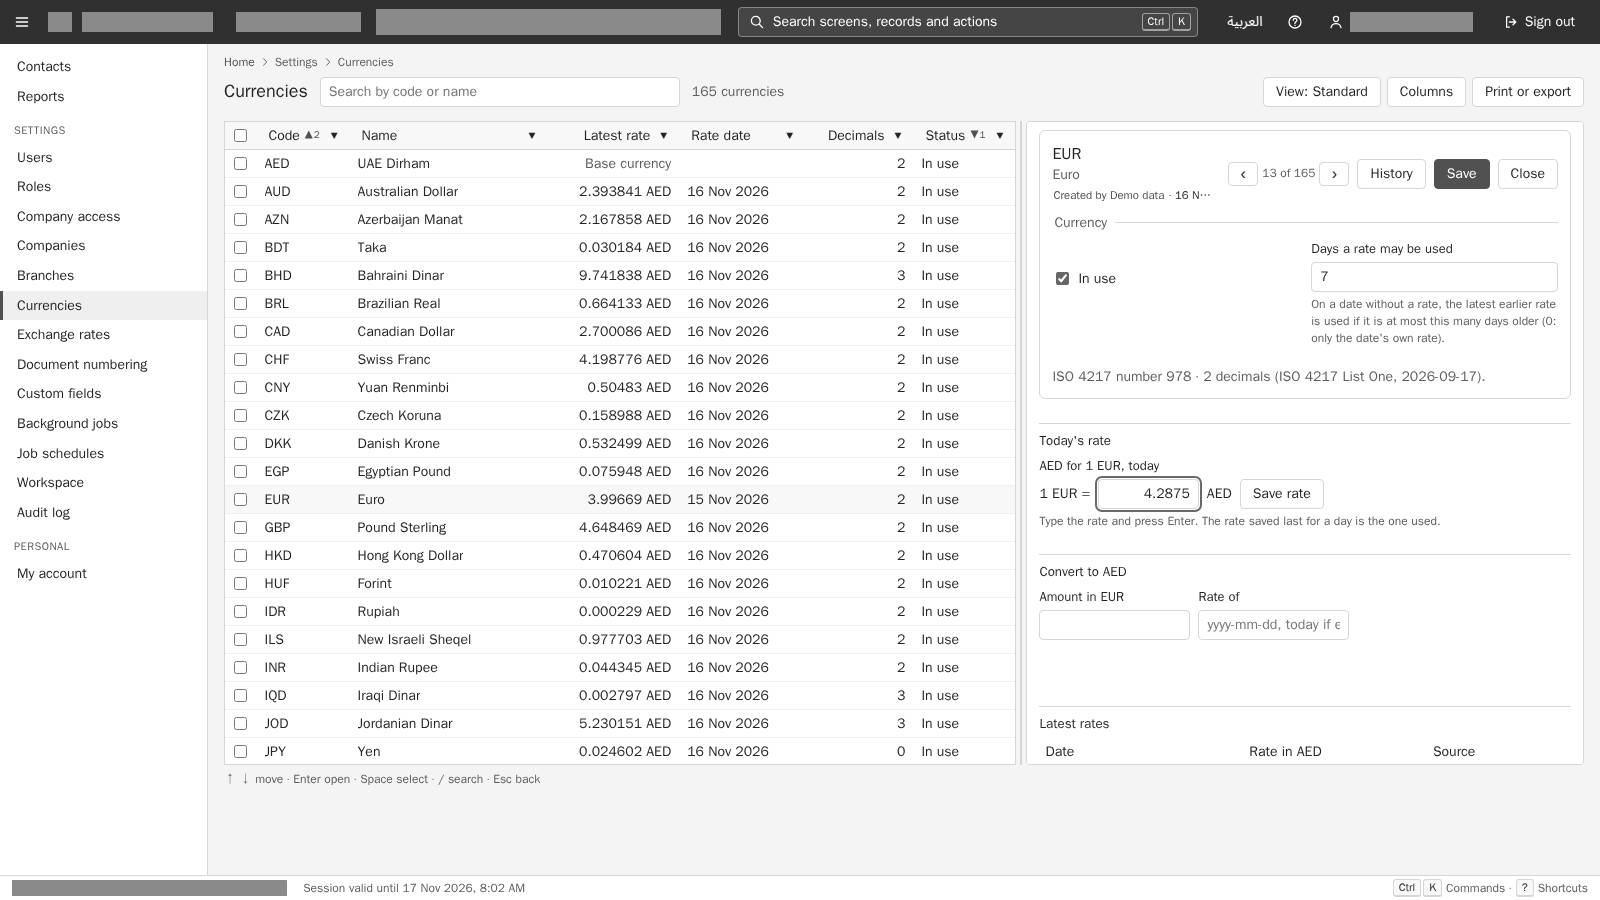 Search screens, records and actions Ctrl K العربية Sign out
Contacts
Reports
SETTINGS
Users
Roles
Company access
Companies
Branches
Currencies
Exchange rates
Document numbering
Custom fields
Background jobs
Job schedules
Workspace
Audit log
PERSONAL
My account
Home > Settings > Currencies
Currencies Search by code or name 165 currencies View: Standard Columns Print or export
Code ▲2 ▼ Name ▼ Latest rate ▼ Rate date ▼ Decimals ▼ Status ▼1 ▼
AED UAE Dirham Base currency 2 In use
AUD Australian Dollar 2.393841 AED 16 Nov 2026 2 In use
AZN Azerbaijan Manat 2.167858 AED 16 Nov 2026 2 In use
BDT Taka 0.030184 AED 16 Nov 2026 2 In use
BHD Bahraini Dinar 9.741838 AED 16 Nov 2026 3 In use
BRL Brazilian Real 0.664133 AED 16 Nov 2026 2 In use
CAD Canadian Dollar 2.700086 AED 16 Nov 2026 2 In use
CHF Swiss Franc 4.198776 AED 16 Nov 2026 2 In use
CNY Yuan Renminbi 0.50483 AED 16 Nov 2026 2 In use
CZK Czech Koruna 0.158988 AED 16 Nov 2026 2 In use
DKK Danish Krone 0.532499 AED 16 Nov 2026 2 In use
EGP Egyptian Pound 0.075948 AED 16 Nov 2026 2 In use
EUR Euro 3.99669 AED 15 Nov 2026 2 In use
GBP Pound Sterling 4.648469 AED 16 Nov 2026 2 In use
HKD Hong Kong Dollar 0.470604 AED 16 Nov 2026 2 In use
HUF Forint 0.010221 AED 16 Nov 2026 2 In use
IDR Rupiah 0.000229 AED 16 Nov 2026 2 In use
ILS New Israeli Sheqel 0.977703 AED 16 Nov 2026 2 In use
INR Indian Rupee 0.044345 AED 16 Nov 2026 2 In use
IQD Iraqi Dinar 0.002797 AED 16 Nov 2026 3 In use
JOD Jordanian Dinar 5.230151 AED 16 Nov 2026 3 In use
JPY Yen 0.024602 AED 16 Nov 2026 0 In use
↑ ↓ move · Enter open · Space select · / search · Esc back
EUR
Euro
Created by Demo data · 16 N···
‹ 13 of 165 › History Save Close
Currency
In use
Days a rate may be used
7
On a date without a rate, the latest earlier rate
is used if it is at most this many days older (0:
only the date's own rate).
ISO 4217 number 978 · 2 decimals (ISO 4217 List One, 2026-09-17).
Today's rate
AED for 1 EUR, today
1 EUR = 4.2875 AED Save rate
Type the rate and press Enter. The rate saved last for a day is the one used.
Convert to AED
Amount in EUR Rate of
yyyy-mm-dd, today if e
Latest rates
Date Rate in AED Source
Session valid until 17 Nov 2026, 8:02 AM
Ctrl K Commands · ? Shortcuts